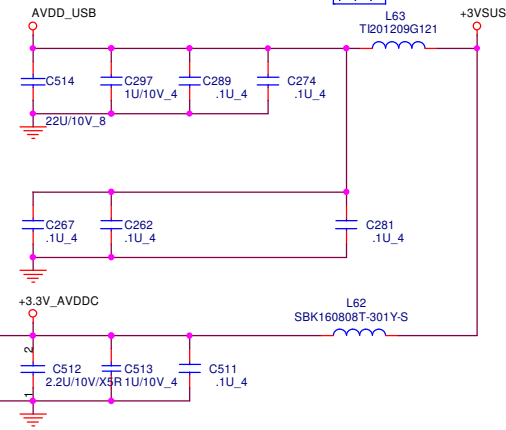 AVDD_USB
L63
+3VSUS
TI201209G121
C514
C297
C289
C274
1U/10V_4
.1U_4
.1U_4
22U/10V_8
C267
C262
C281
.1U_4
.1U_4
.1U_4
+3.3V_AVDDC
L62
SBK160808T-301Y-S
2
C512
C513
C511
2.2U/10V/X5R
1U/10V_4
.1U_4
1